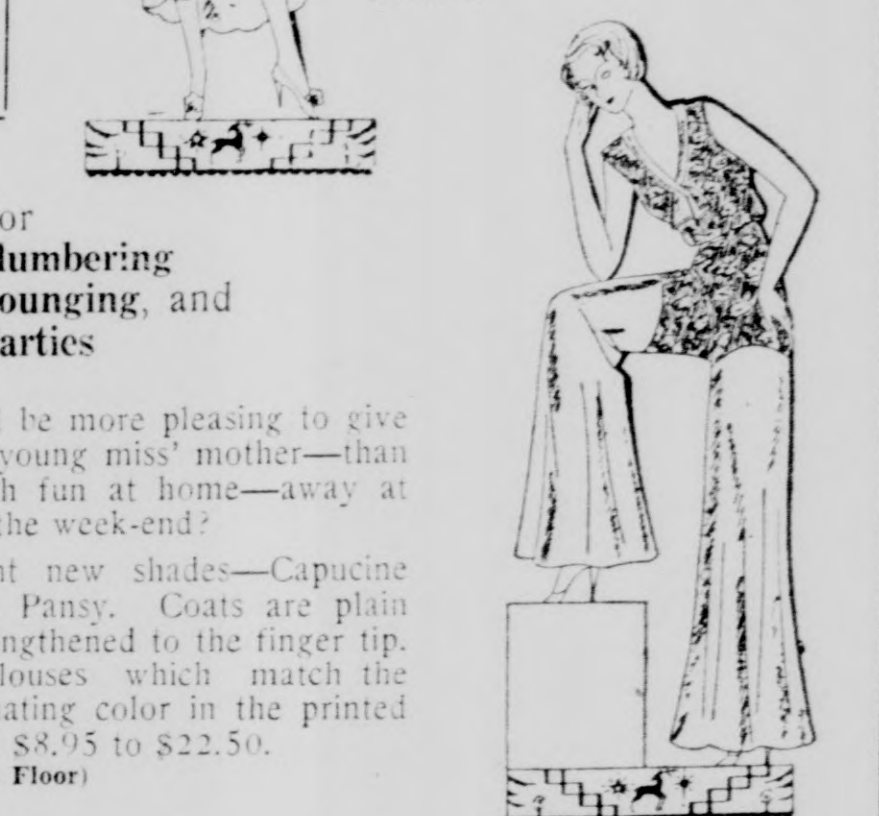 or
lumbering
ounging, and
arties
be more pleasing to give
young miss' mother—than
h fun at home—away at
the week-end?
nt new shades—Capucine
Pansy. Coats are plain
ngthened to the finger tip.
louses which match the
ating color in the printed
$8.95 to $22.50.
Floor)